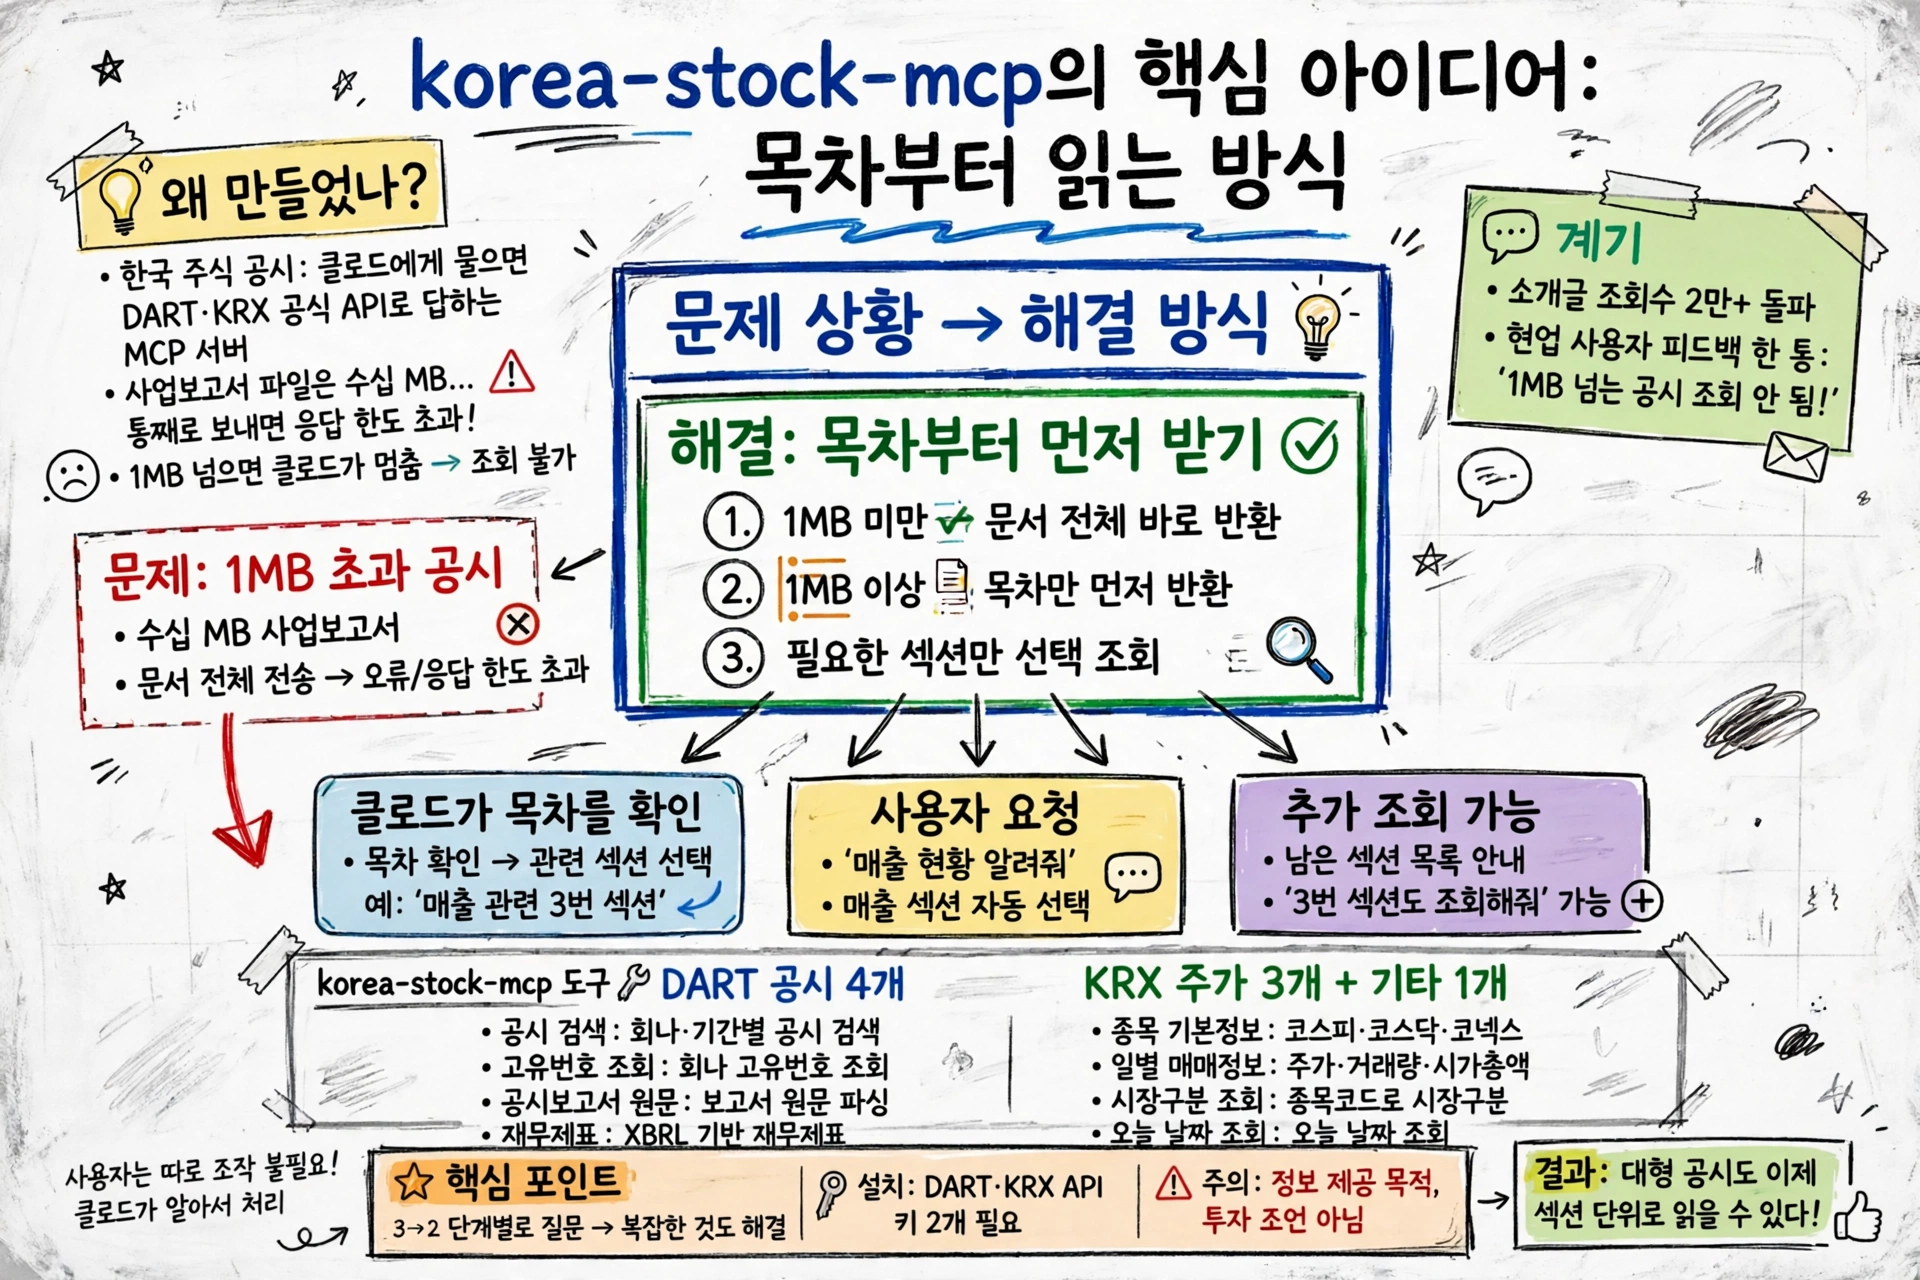 korea-stock-mcp의 핵심 아이디어:
목차부터 읽는 방식
왜 만들었나?
• 한국 주식 공시: 클로드에게 물으면
DART·KRX 공식 API로 답하는
MCP 서버
• 사업보고서 파일은 수십 MB...
통째로 보내면 응답 한도 초과!
• 1MB 넘으면 클로드가 멈춤 → 조회 불가
계기
• 소개글 조회수 2만+ 돌파
• 현업 사용자 피드백 한 통:
'1MB 넘는 공시 조회 안 됨!'
문제 상황 → 해결 방식
해결: 목차부터 먼저 받기
1. 1MB 미만 문서 전체 바로 반환
2. 1MB 이상 목차만 먼저 반환
3. 필요한 섹션만 선택 조회
문제: 1MB 초과 공시
• 수십 MB 사업보고서
• 문서 전체 전송 → 오류/응답 한도 초과
클로드가 목차를 확인
• 목차 확인 → 관련 섹션 선택
예: '매출 관련 3번 섹션'
사용자 요청
• '매출 현황 알려줘'
• 매출 섹션 자동 선택
추가 조회 가능
• 남은 섹션 목록 안내
• '3번 섹션도 조회해줘' 가능
korea-stock-mcp 도구 DART 공시 4개
• 공시 검색 : 회나·기간별 공시 검색
• 고유번호 조회 : 회나 고유번호 조회
• 공시보고서 원문 : 보고서 원문 파싱
• 재무제표 : XBRL 기반 재무제표
KRX 주가 3개 + 기타 1개
• 종목 기본정보 : 코스피·코스닥·코넥스
• 일별 매매정보 : 주가·거래량·시가총액
• 시장구분 조회 : 종목코드로 시장구분
• 오늘 날짜 조회 : 오늘 날짜 조회
사용자는 따로 조작 불필요!
클로드가 알아서 처리
핵심 포인트
3→2 단계별로 질문 → 복잡한 것도 해결
설치: DART·KRX API
키 2개 필요
주의: 정보 제공 목적,
투자 조언 아님
결과: 대형 공시도 이제
섹션 단위로 읽을 수 있다!